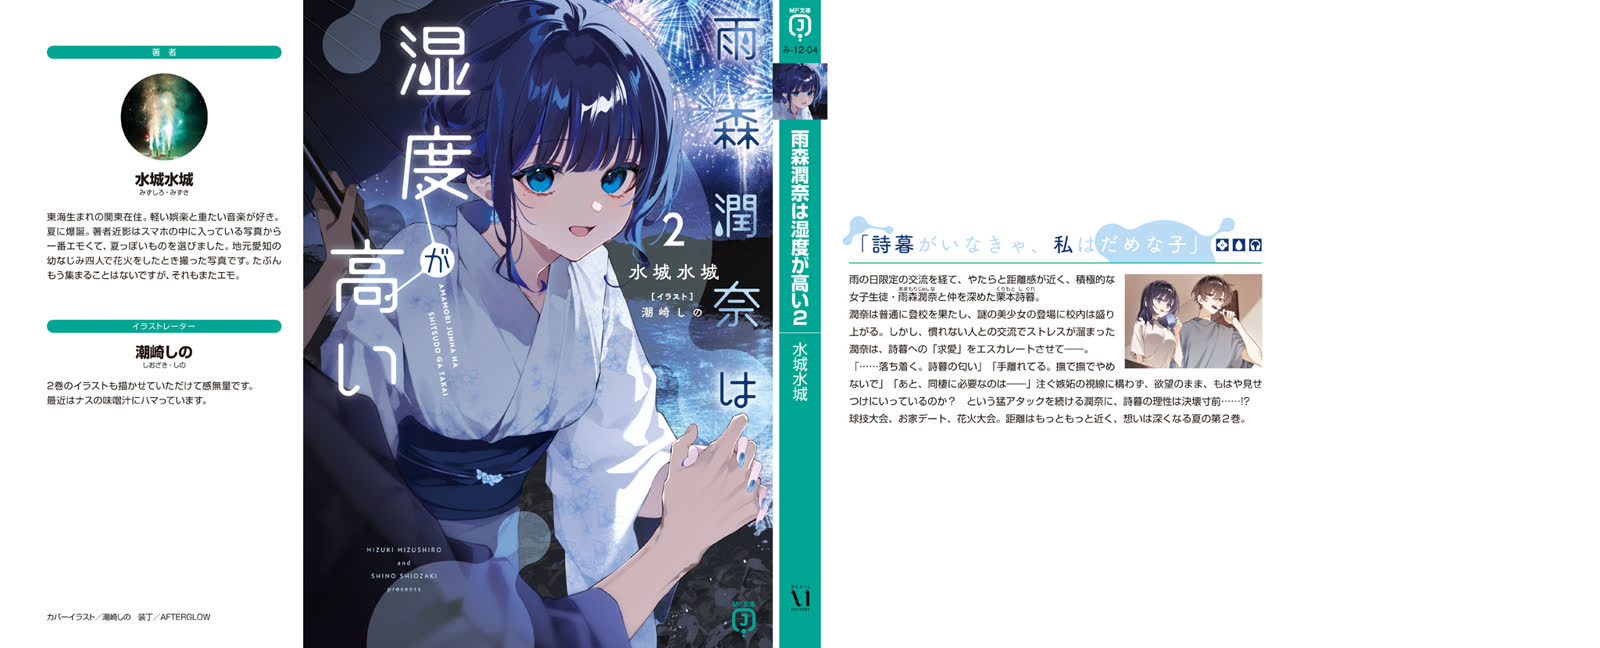 著 者
水城水城
みずしろ・みずき
東海生まれの関東在住。軽い娯楽と重たい音楽が好き。
夏に爆誕。著者近影はスマホの中に入っている写真から
一番エモくて、夏っぽいものを選びました。地元愛知の
幼なじみ四人で花火をしたとき撮った写真です。たぶん
もう集まることはないですが、それもまたエモ。
イラストレーター
潮崎しの
しおざき・しの
2巻のイラストも描かせていただけて感無量です。
最近はナスの味噌汁にハマっています。
カバーイラスト／潮崎しの 装丁／AFTERGLOW
雨森潤奈は
湿度が
高い
2
水城水城
[イラスト]
潮崎しの
AMAMORI JUNNA HA
SHITSUDO GA TAKAI
MIZUKI MIZUSHIRO
and
SHINO SHIOZAKI
presents
MF文庫
J
MF文庫
J
み-12-04
雨森潤奈は湿度が高い2
水城水城
MEDIA
FACTORY
「詩暮がいなきゃ、私はだめな子」
雨の日限定の交流を経て、やたらと距離感が近く、積極的な
あまもりじゅんな くりもとしぐれ
女子生徒・雨森潤奈と仲を深めた栗本詩暮。
潤奈は普通に登校を果たし、謎の美少女の登場に校内は盛り
上がる。しかし、慣れない人との交流でストレスが溜まった
潤奈は、詩暮への「求愛」をエスカレートさせて――。
「……落ち着く。詩暮の匂い」「手離れてる。撫で撫でやめ
ないで」「あと、同棲に必要なのは――」注ぐ嫉妬の視線に構わず、欲望のまま、もはや見せ
つけにいっているのか？ という猛アタックを続ける潤奈に、詩暮の理性は決壊寸前……!?
球技大会、お家デート、花火大会。距離はもっともっと近く、想いは深くなる夏の第２巻。